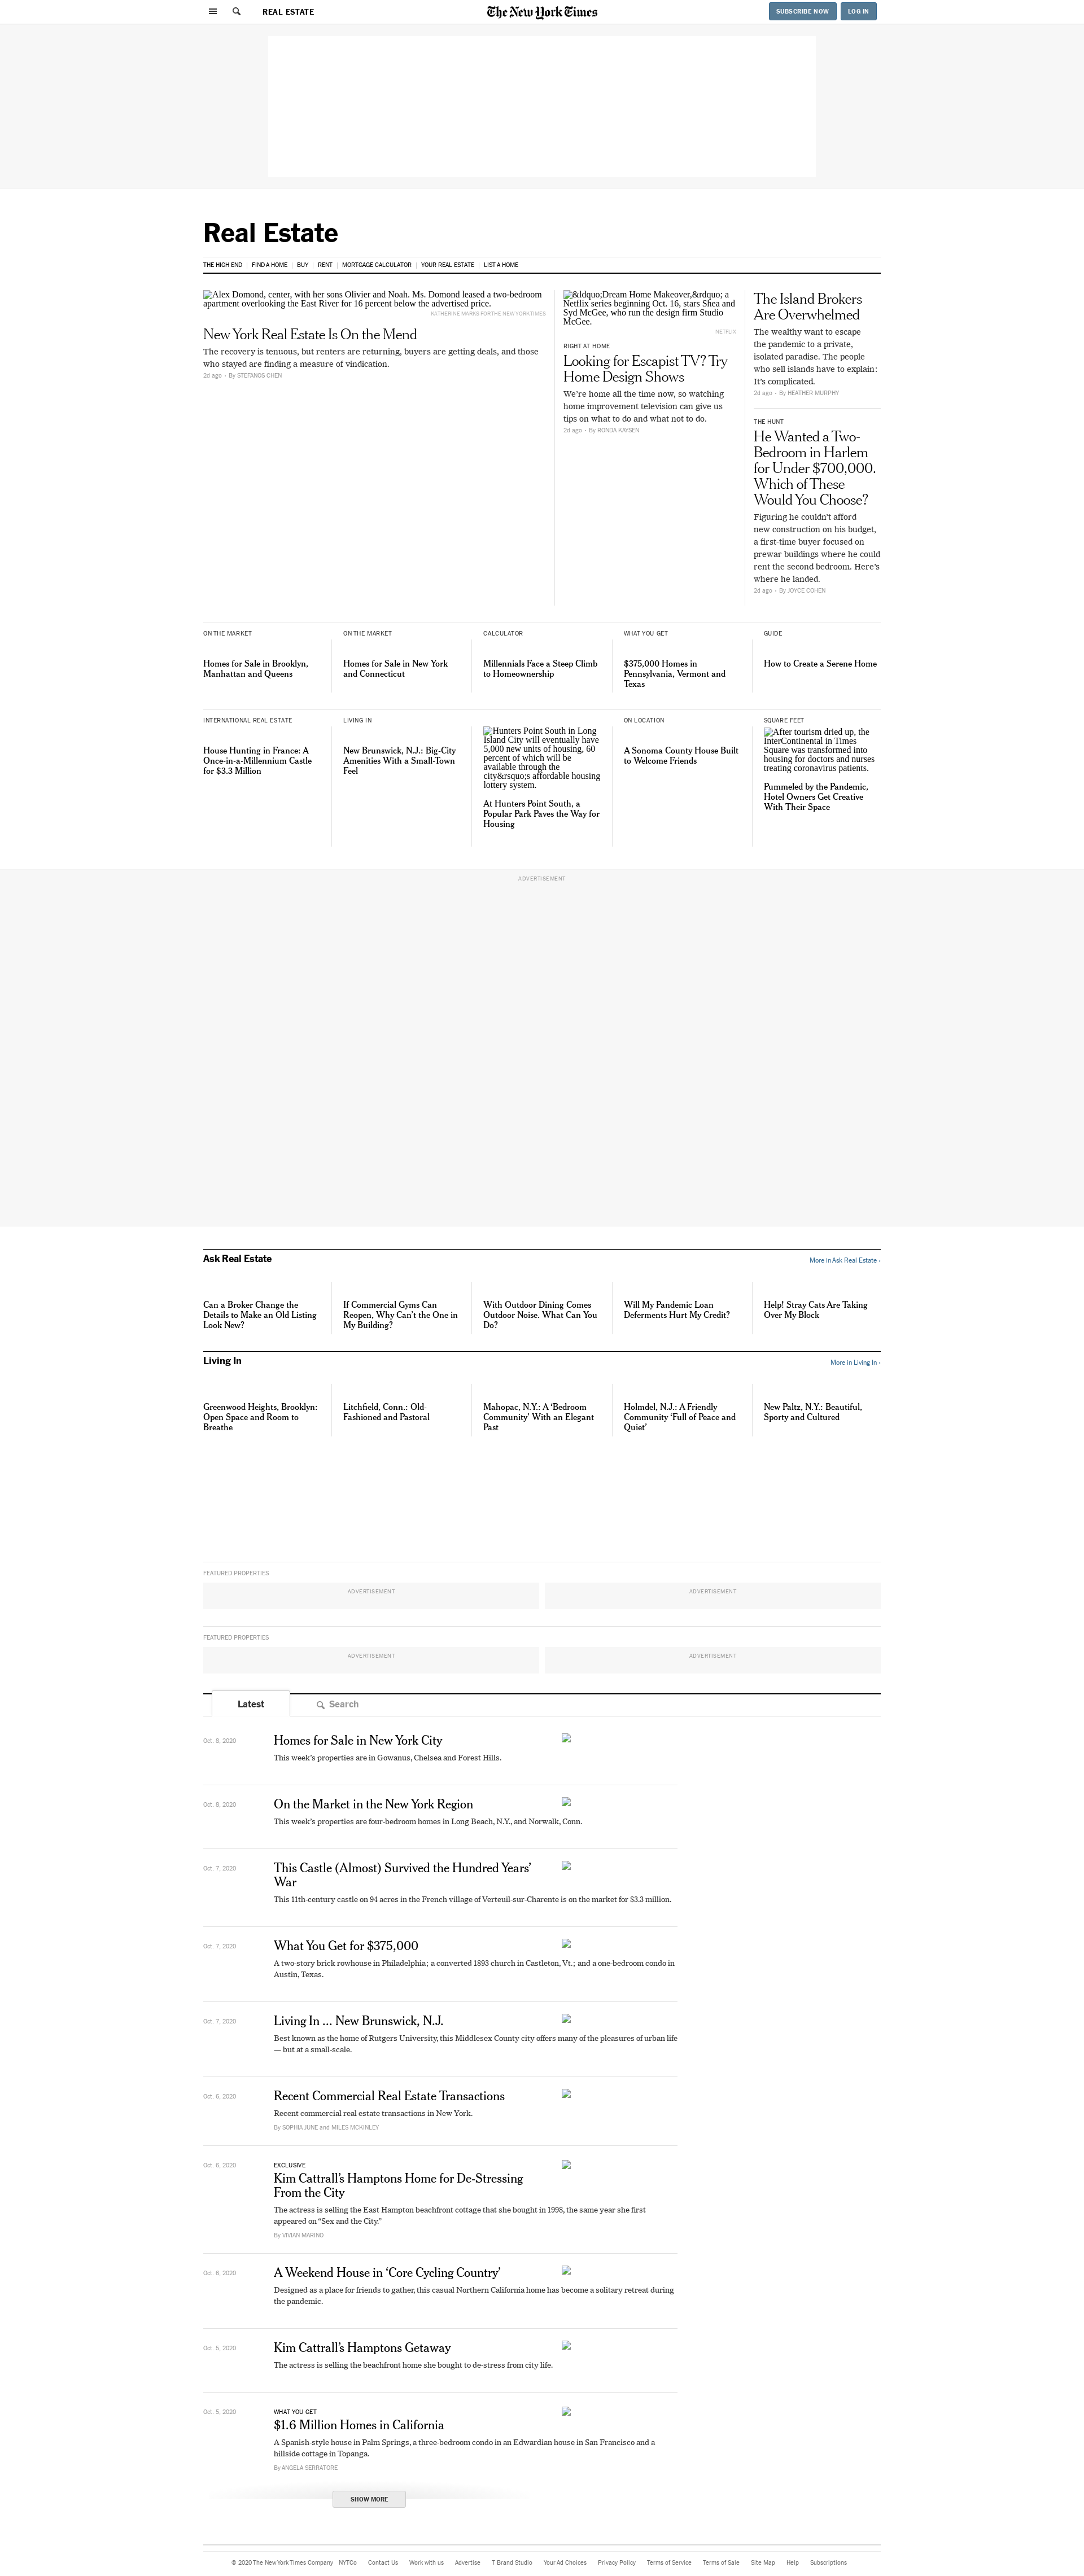 REAL ESTATE
The New York Times
SUBSCRIBE NOW
LOG IN
Real Estate
THE HIGH END
FIND A HOME
BUY
RENT
MORTGAGE CALCULATOR
YOUR REAL ESTATE
LIST A HOME
Alex Domond, center, with her sons Olivier and Noah. Ms. Domond leased a two-bedroom
apartment overlooking the East River for 16 percent below the advertised price.
KATHERINE MARKS FOR THE NEW YORK TIMES
New York Real Estate Is On the Mend
The recovery is tenuous, but renters are returning, buyers are getting deals, and those
who stayed are finding a measure of vindication.
2d ago • By STEFANOS CHEN
&ldquo;Dream Home Makeover,&rdquo; a
Netflix series beginning Oct. 16, stars Shea and
Syd McGee, who run the design firm Studio
McGee.
NETFLIX
RIGHT AT HOME
Looking for Escapist TV? Try
Home Design Shows
We're home all the time now, so watching
home improvement television can give us
tips on what to do and what not to do.
2d ago • By RONDA KAYSEN
The Island Brokers
Are Overwhelmed
The wealthy want to escape
the pandemic to a private,
isolated paradise. The people
who sell islands have to explain:
It's complicated.
2d ago • By HEATHER MURPHY
THE HUNT
He Wanted a Two-
Bedroom in Harlem
for Under $700,000.
Which of These
Would You Choose?
Figuring he couldn't afford
new construction on his budget,
a first-time buyer focused on
prewar buildings where he could
rent the second bedroom. Here's
where he landed.
2d ago • By JOYCE COHEN
ON THE MARKET
Homes for Sale in Brooklyn,
Manhattan and Queens
ON THE MARKET
Homes for Sale in New York
and Connecticut
CALCULATOR
Millennials Face a Steep Climb
to Homeownership
WHAT YOU GET
$375,000 Homes in
Pennsylvania, Vermont and
Texas
GUIDE
How to Create a Serene Home
INTERNATIONAL REAL ESTATE
House Hunting in France: A
Once-in-a-Millennium Castle
for $3.3 Million
LIVING IN
New Brunswick, N.J.: Big-City
Amenities With a Small-Town
Feel
Hunters Point South in Long
Island City will eventually have
5,000 new units of housing, 60
percent of which will be
available through the
city&rsquo;s affordable housing
lottery system.
At Hunters Point South, a
Popular Park Paves the Way for
Housing
ON LOCATION
A Sonoma County House Built
to Welcome Friends
SQUARE FEET
After tourism dried up, the
InterContinental in Times
Square was transformed into
housing for doctors and nurses
treating coronavirus patients.
Pummeled by the Pandemic,
Hotel Owners Get Creative
With Their Space
ADVERTISEMENT
Ask Real Estate
More in Ask Real Estate ›
Can a Broker Change the
Details to Make an Old Listing
Look New?
If Commercial Gyms Can
Reopen, Why Can't the One in
My Building?
With Outdoor Dining Comes
Outdoor Noise. What Can You
Do?
Will My Pandemic Loan
Deferments Hurt My Credit?
Help! Stray Cats Are Taking
Over My Block
Living In
More in Living In ›
Greenwood Heights, Brooklyn:
Open Space and Room to
Breathe
Litchfield, Conn.: Old-
Fashioned and Pastoral
Mahopac, N.Y.: A ‘Bedroom
Community’ With an Elegant
Past
Holmdel, N.J.: A Friendly
Community ‘Full of Peace and
Quiet’
New Paltz, N.Y.: Beautiful,
Sporty and Cultured
FEATURED PROPERTIES
ADVERTISEMENT
ADVERTISEMENT
FEATURED PROPERTIES
ADVERTISEMENT
ADVERTISEMENT
Latest
Search
Oct. 8, 2020
Homes for Sale in New York City
This week's properties are in Gowanus, Chelsea and Forest Hills.
Oct. 8, 2020
On the Market in the New York Region
This week's properties are four-bedroom homes in Long Beach, N.Y., and Norwalk, Conn.
Oct. 7, 2020
This Castle (Almost) Survived the Hundred Years’
War
This 11th-century castle on 94 acres in the French village of Verteuil-sur-Charente is on the market for $3.3 million.
Oct. 7, 2020
What You Get for $375,000
A two-story brick rowhouse in Philadelphia; a converted 1893 church in Castleton, Vt.; and a one-bedroom condo in
Austin, Texas.
Oct. 7, 2020
Living In ... New Brunswick, N.J.
Best known as the home of Rutgers University, this Middlesex County city offers many of the pleasures of urban life
— but at a small-scale.
Oct. 6, 2020
Recent Commercial Real Estate Transactions
Recent commercial real estate transactions in New York.
By SOPHIA JUNE and MILES MCKINLEY
Oct. 6, 2020
EXCLUSIVE
Kim Cattrall's Hamptons Home for De-Stressing
From the City
The actress is selling the East Hampton beachfront cottage that she bought in 1998, the same year she first
appeared on “Sex and the City.”
By VIVIAN MARINO
Oct. 6, 2020
A Weekend House in ‘Core Cycling Country’
Designed as a place for friends to gather, this casual Northern California home has become a solitary retreat during
the pandemic.
Oct. 5, 2020
Kim Cattrall's Hamptons Getaway
The actress is selling the beachfront home she bought to de-stress from city life.
Oct. 5, 2020
WHAT YOU GET
$1.6 Million Homes in California
A Spanish-style house in Palm Springs, a three-bedroom condo in an Edwardian house in San Francisco and a
hillside cottage in Topanga.
By ANGELA SERRATORE
SHOW MORE
© 2020 The New York Times Company
NYTCo
Contact Us
Work with us
Advertise
T Brand Studio
Your Ad Choices
Privacy Policy
Terms of Service
Terms of Sale
Site Map
Help
Subscriptions